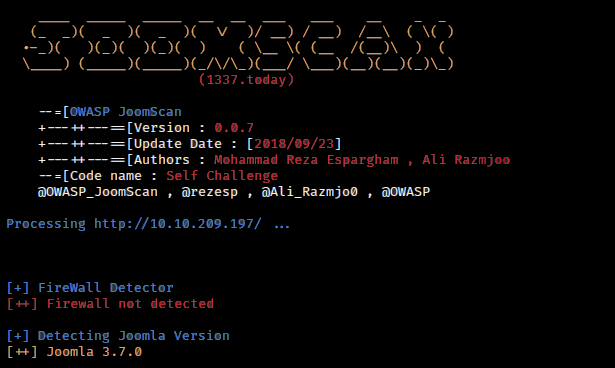 (1337.today)
--=[OWASP JoomScan
+---++---==[Version : 0.0.7
+---++---==[Update Date : [2018/09/23]
+---++---==[Authors : Mohammad Reza Espargham , Ali Razmjoo
--=[Code name : Self Challenge
@OWASP_JoomScan , @rezesp , @Ali_Razmjo0 , @OWASP
Processing http://10.10.209.197/ ...
[+] FireWall Detector
[++] Firewall not detected
[+] Detecting Joomla Version
[++] Joomla 3.7.0